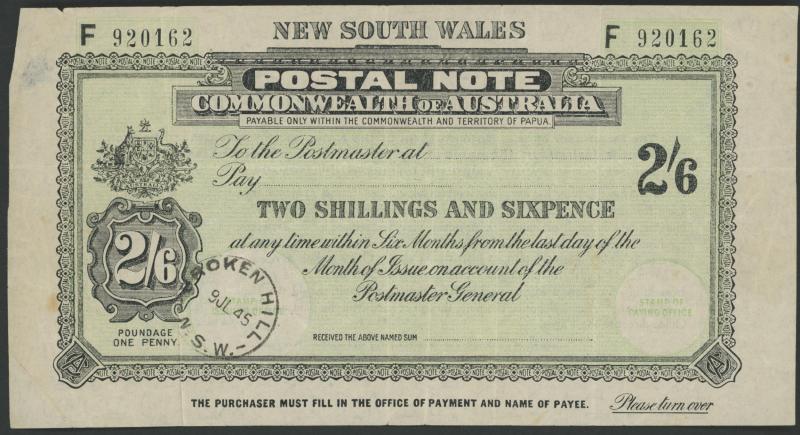 NEW SOUTH WALES
F 920162
F 920162
POSTAL NOTE
COMMONWEALTH OF AUSTRALIA
PAYABLE ONLY WITHIN THE COMMONWEALTH AND TERRITORY OF PAPUA.
To the Postmaster at
Pay
2/6
TWO SHILLINGS AND SIXPENCE
at any time within Six Months from the last day of the
Month of Issue on account of the
Postmaster General
2/6
POUNDAGE
ONE PENNY.
BROKEN HILL
9 JL 45
N.S.W.
STAMP OF
PAYING OFFICE
RECEIVED THE ABOVE NAMED SUM
THE PURCHASER MUST FILL IN THE OFFICE OF PAYMENT AND NAME OF PAYEE.
Please turn over